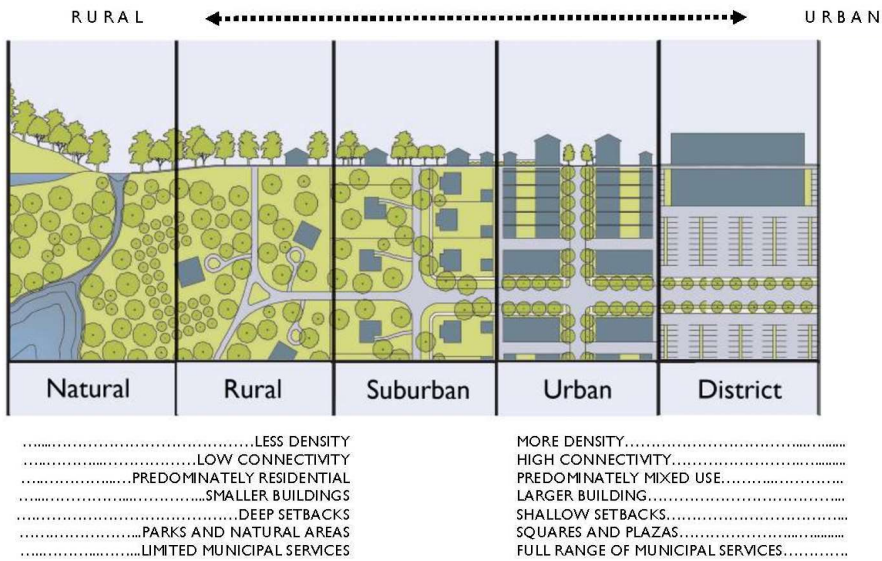 RURAL URBAN
Natural Rural Suburban Urban District
…....……………………………………LESS DENSITY
…..……………...………………LOW CONNECTIVITY
…..……………...…PREDOMINATELY RESIDENTIAL
…....…………………...………...SMALLER BUILDINGS
…..…………………………………DEEP SETBACKS
…...……………...PARKS AND NATURAL AREAS
…....………..……...LIMITED MUNICIPAL SERVICES
MORE DENSITY……………………………....…........
HIGH CONNECTIVITY…………………………........
PREDOMINATELY MIXED USE………...………...
LARGER BUILDING………………………………...
SHALLOW SETBACKS……………………………...
SQUARES AND PLAZAS…………………...….........
FULL RANGE OF MUNICIPAL SERVICES………….